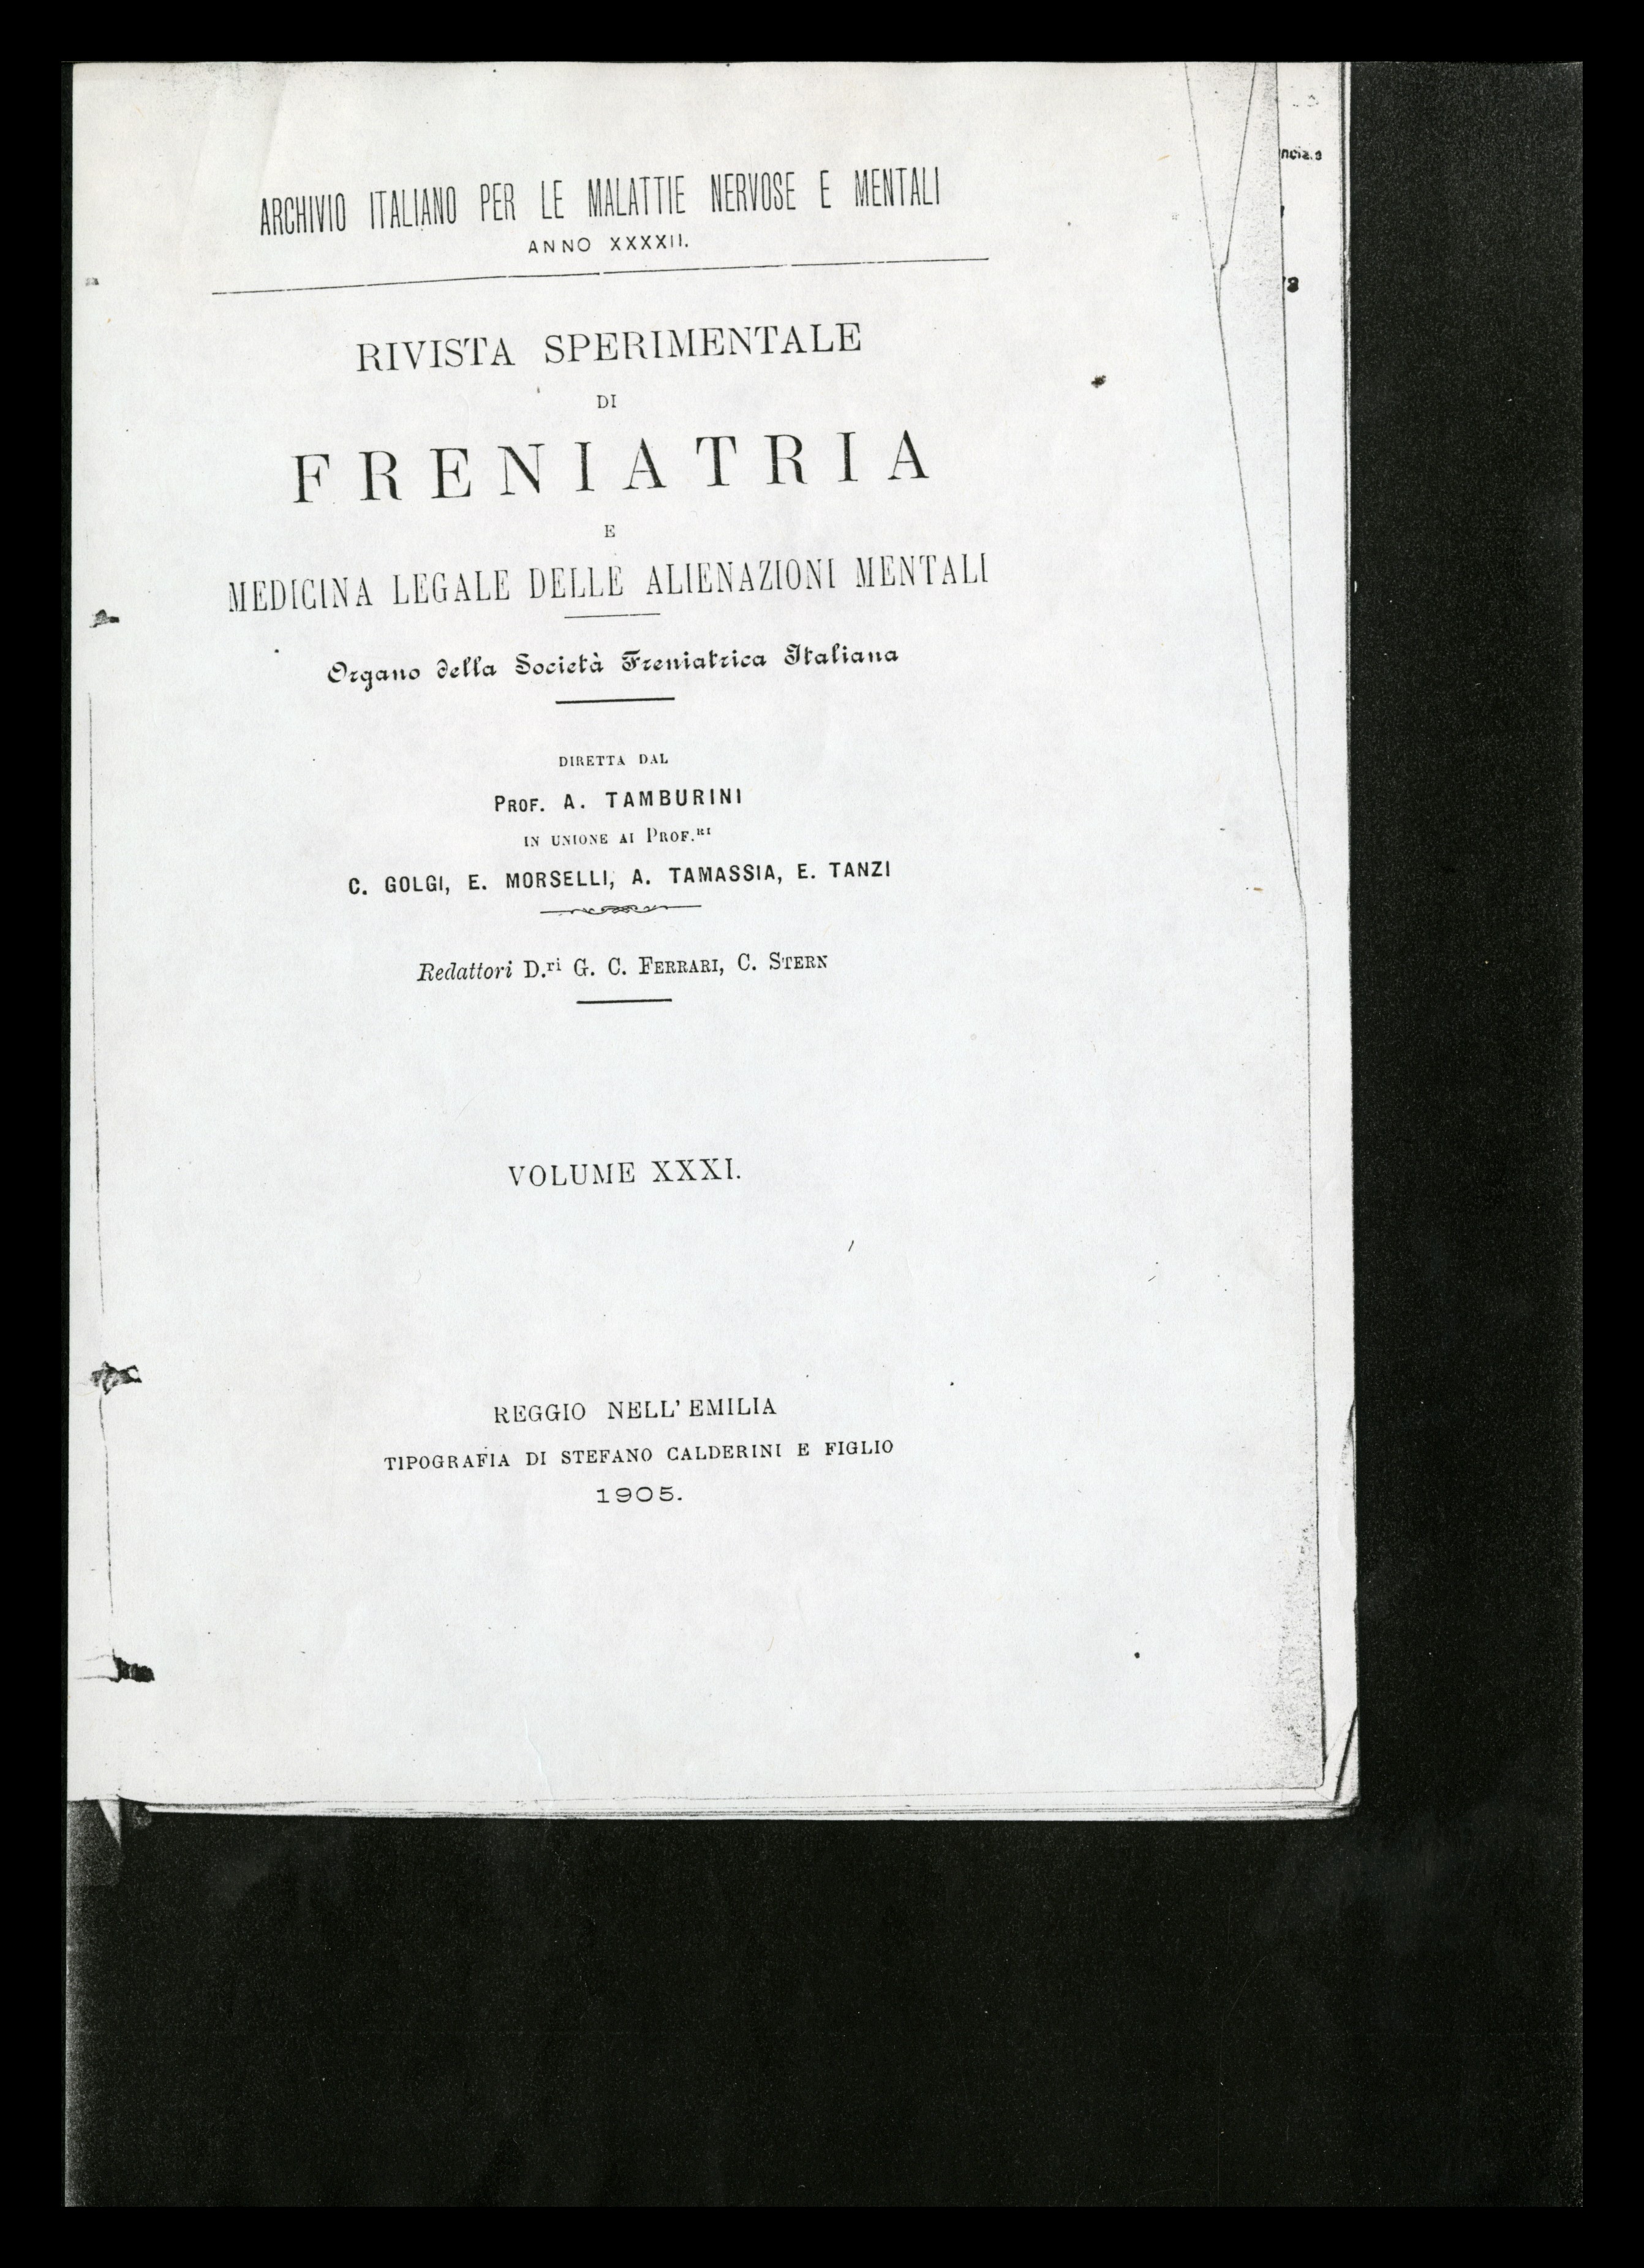 ARCHIVIO ITALIANO PER LE MALATTIE NERVOSE E MENTALI
ANNO XXXXII.
RIVISTA SPERIMENTALE
DI
FRENIATRIA
E
MEDICINA LEGALE DELLE ALIENAZIONI MENTALI
Organo della Società Freniatrica Italiana
DIRETTA DAL
PROF. A. TAMBURINI
IN UNIONE AI PROF.RI
C. GOLGI, E. MORSELLI, A. TAMASSIA, E. TANZI
Redattori D.ri G. C. FERRARI, C. STERN
VOLUME XXXI.
REGGIO NELL' EMILIA
TIPOGRAFIA DI STEFANO CALDERINI E FIGLIO
1905.